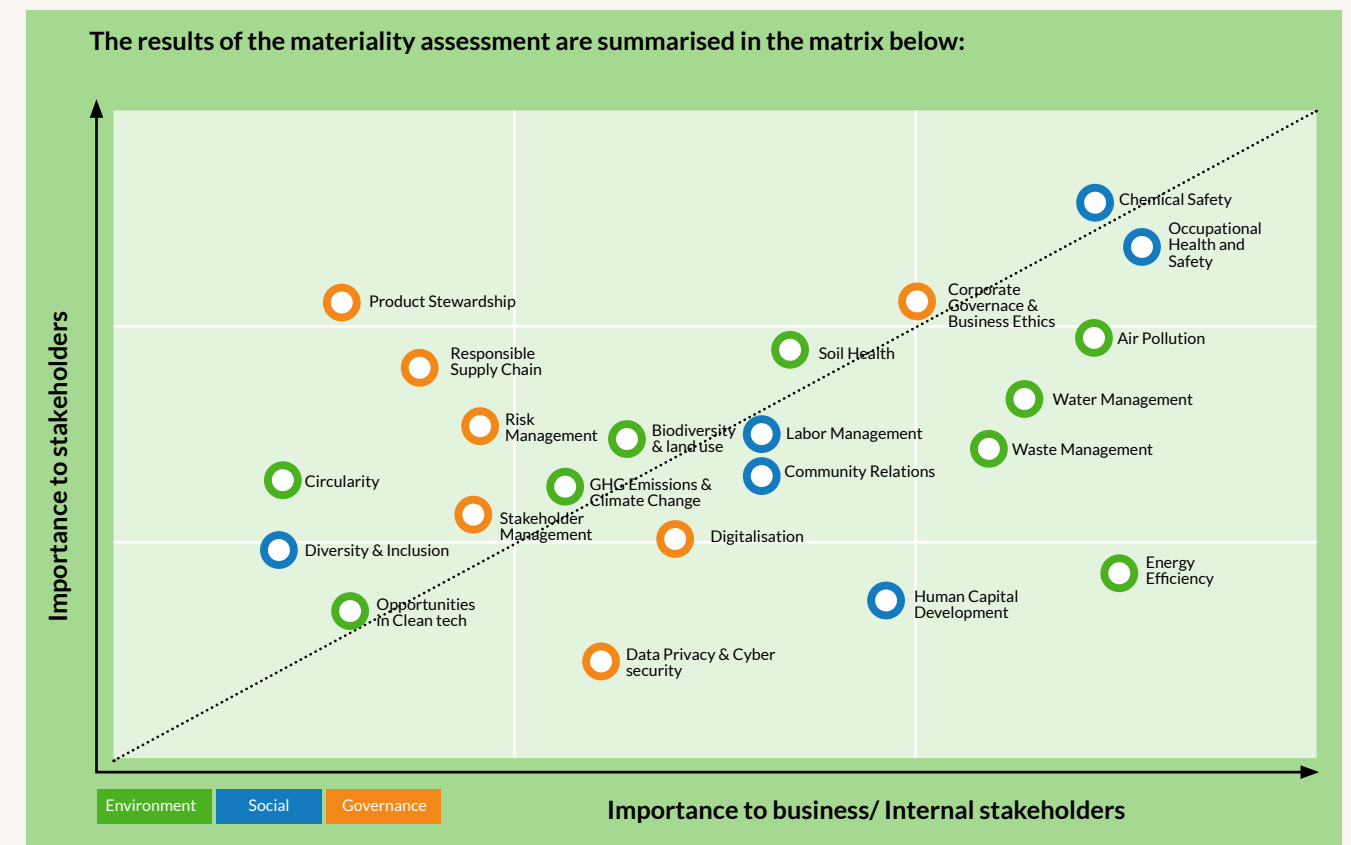 The results of the materiality assessment are summarised in the matrix below:
Importance to stakeholders
Chemical Safety
Occupational
Health and
Safety
Product Stewardship
Corporate
Governace &
Business Ethics
Air Pollution
Responsible
Supply Chain
Soil Health
Water Management
Risk
Management
Biodiversity
& land use
Labor Management
Waste Management
Circularity
GHG Emissions &
Climate Change
Community Relations
Stakeholder
Management
Digitalisation
Diversity & Inclusion
Energy
Efficiency
Opportunities
in Clean tech
Human Capital
Development
Data Privacy & Cyber
security
Environment
Social
Governance
Importance to business/ Internal stakeholders